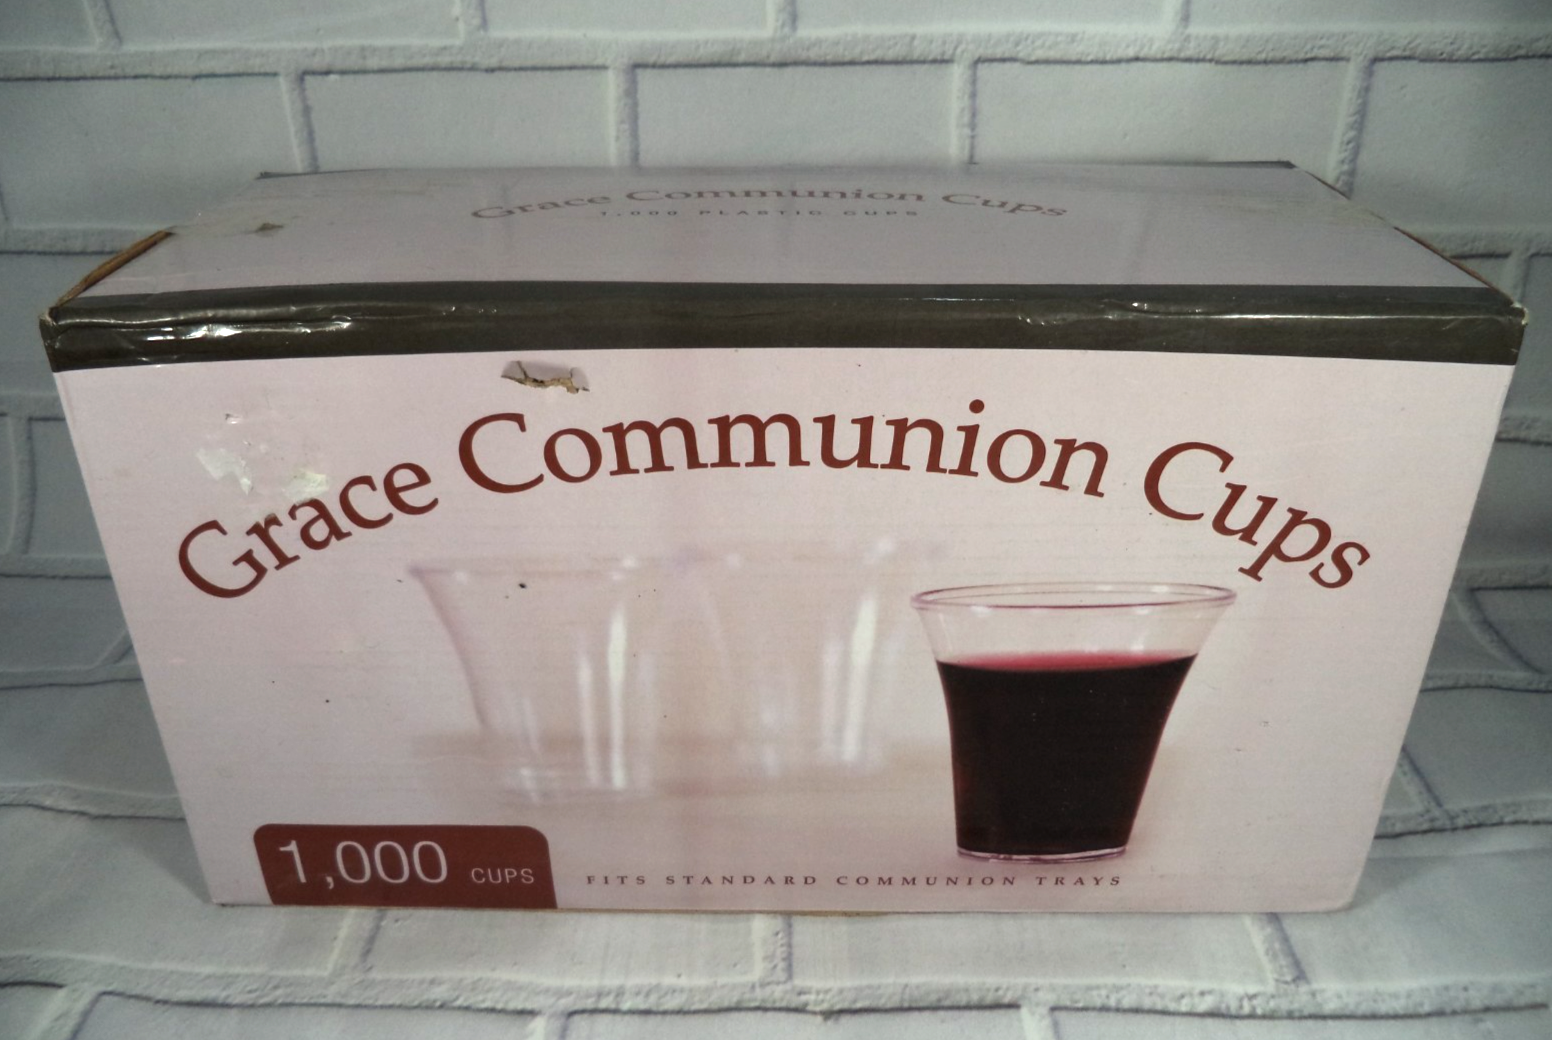 Grace Communion Cups
1,000 PLASTIC CUPS
Grace Communion Cups
1,000 CUPS
FITS STANDARD COMMUNION TRAYS